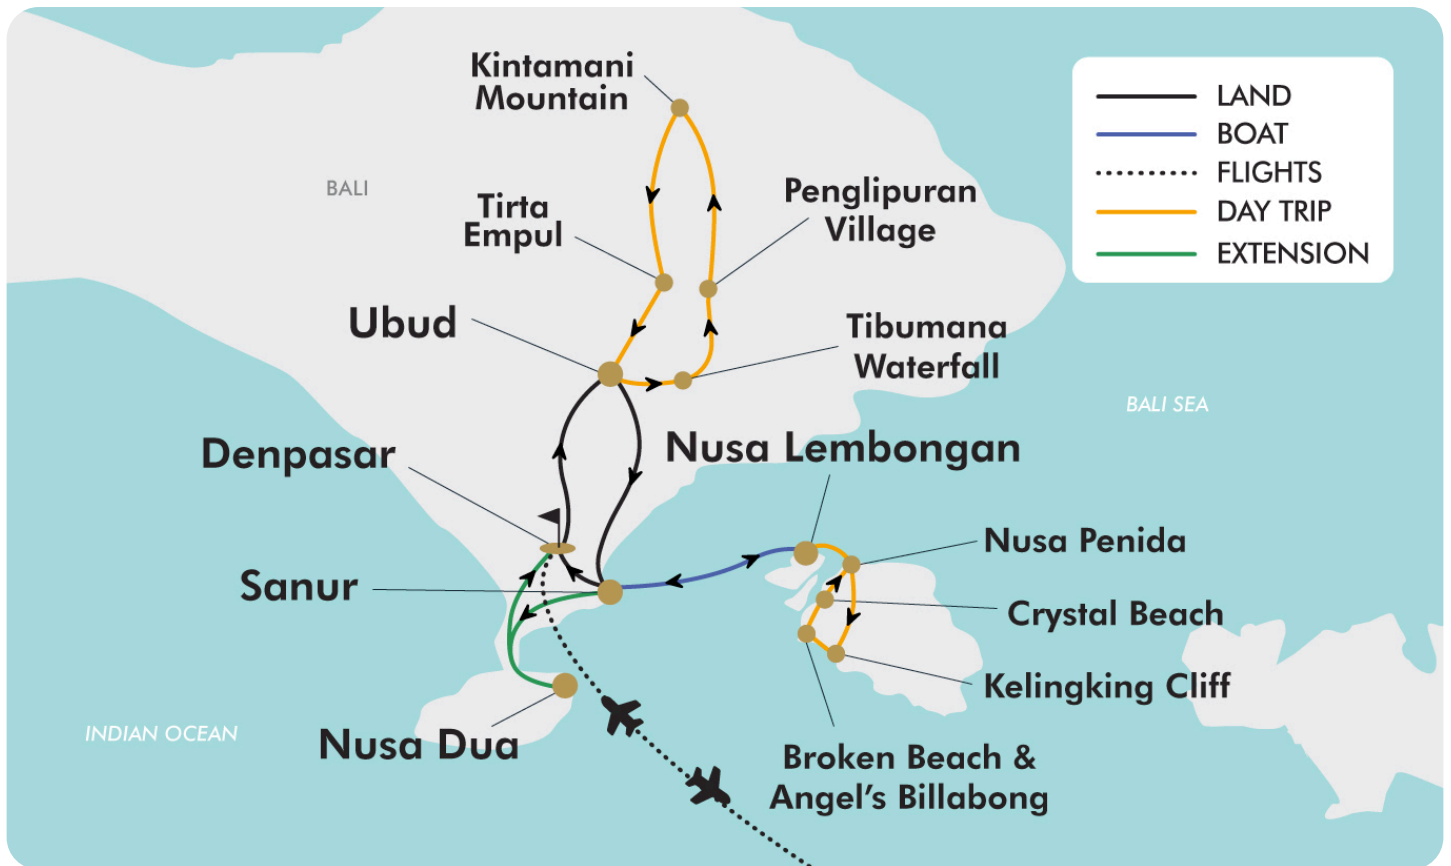 Kintamani
Mountain
LAND
BOAT
FLIGHTS
DAY TRIP
EXTENSION
BALI
Tirta
Empul
Penglipuran
Village
Ubud
Tibumana
Waterfall
BALI SEA
Denpasar
Nusa Lembongan
Nusa Penida
Sanur
Crystal Beach
Kelingking Cliff
INDIAN OCEAN
Nusa Dua
Broken Beach &
Angel's Billabong